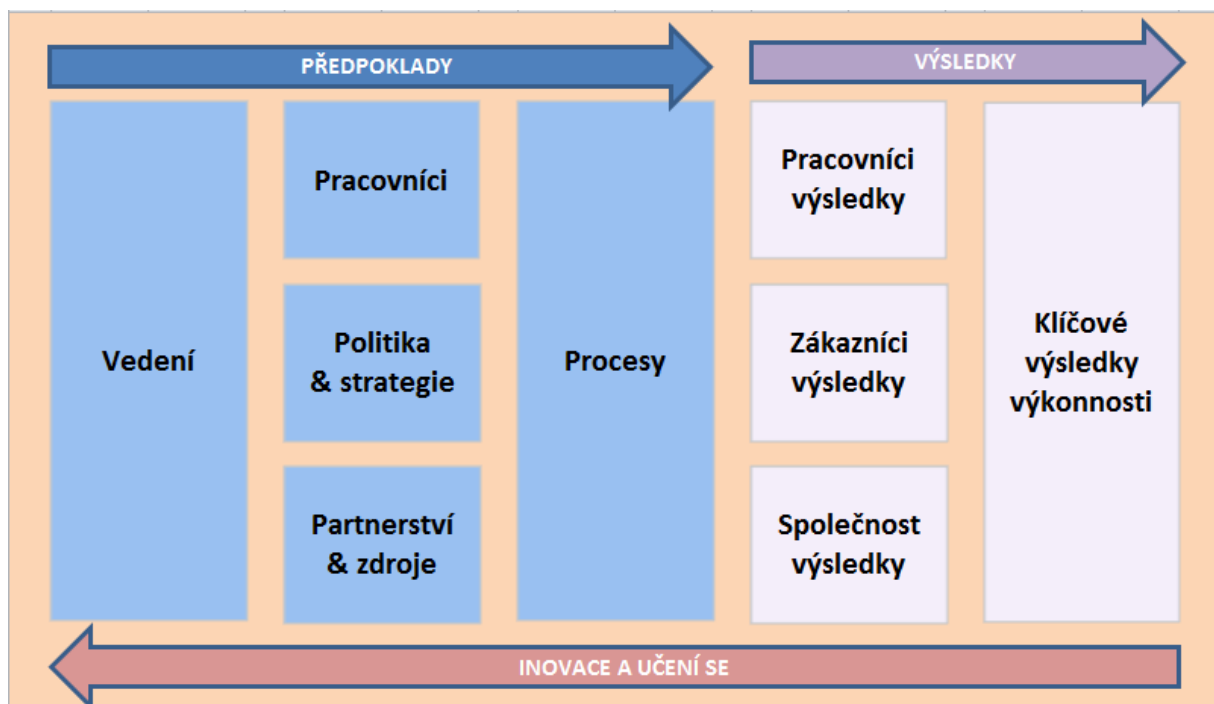 PŘEDPOKLADY
VÝSLEDKY
Vedení
Pracovníci
Politika
& strategie
Partnerství
& zdroje
Procesy
Pracovníci
výsledky
Zákazníci
výsledky
Společnost
výsledky
Klíčové
výsledky
výkonnosti
INOVACE A UČENÍ SE